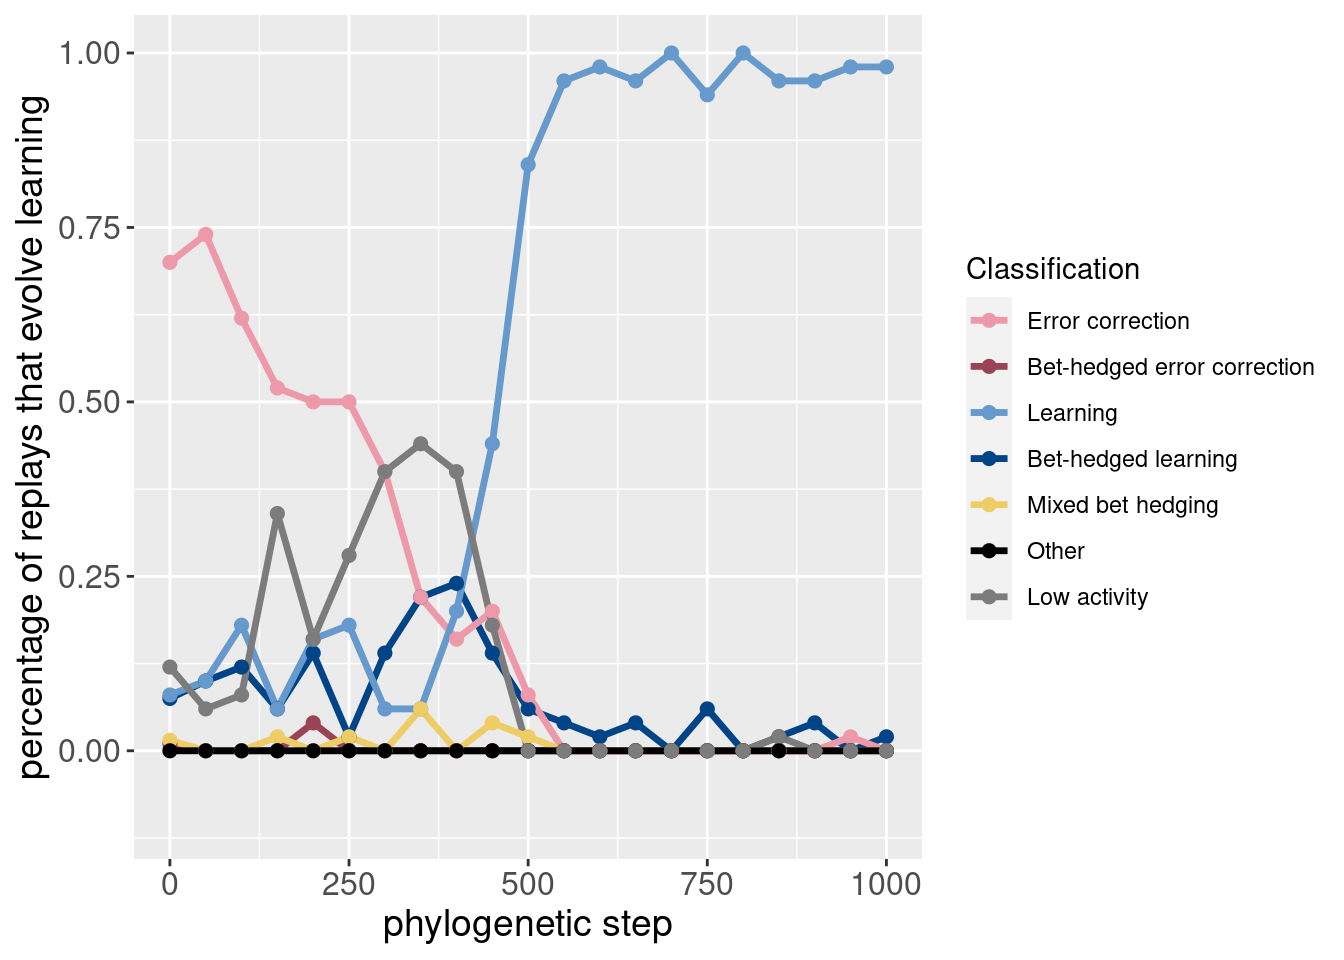 percentage of replays that evolve learning
1.00
0.75
0.50
0.25
0.00
0 250 500 750 1000
phylogenetic step
Classification
Error correction
Bet-hedged error correction
Learning
Bet-hedged learning
Mixed bet hedging
Other
Low activity